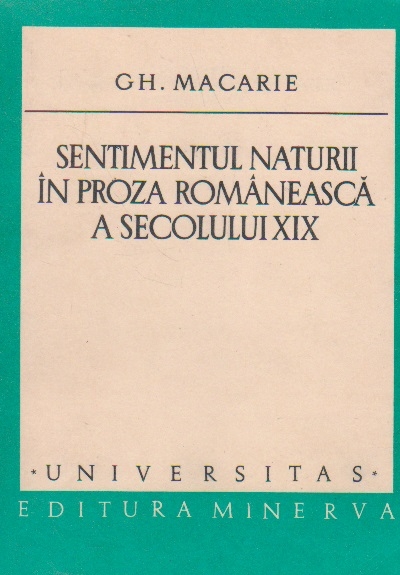 GH. MACARIE
SENTIMENTUL NATURII
ÎN PROZA ROMÂNEASCĂ
A SECOLULUI XIX
*UNIVERSITAS*
EDITURA MINERVA